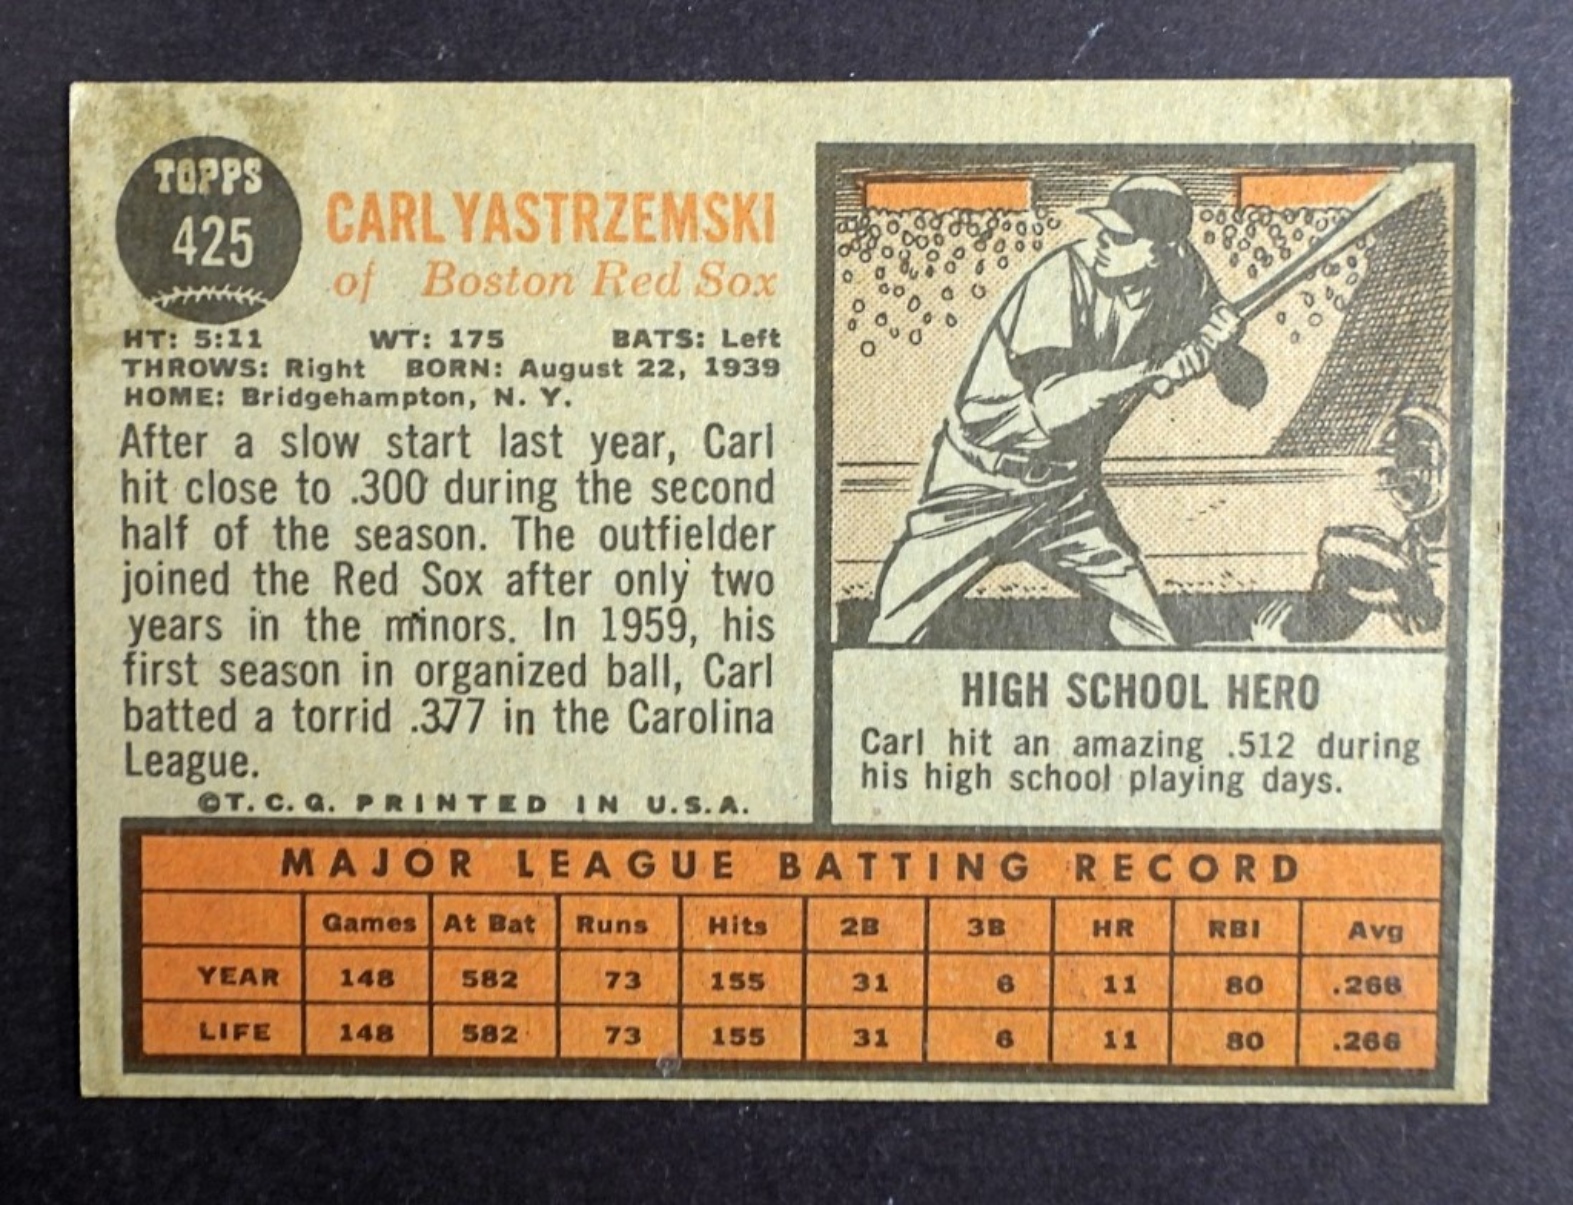 TOPPS
425
CARL YASTRZEMSKI
of Boston Red Sox
HT: 5:11 WT: 175 BATS: Left
THROWS: Right BORN: August 22, 1939
HOME: Bridgehampton, N. Y.
After a slow start last year, Carl
hit close to .300 during the second
half of the season. The outfielder
joined the Red Sox after only two
years in the minors. In 1959, his
first season in organized ball, Carl
batted a torrid .377 in the Carolina
League.
©T.C.G. PRINTED IN U.S.A.
HIGH SCHOOL HERO
Carl hit an amazing .512 during
his high school playing days.
MAJOR LEAGUE BATTING RECORD
Games At Bat Runs Hits 2B 3B HR RBI Avg
YEAR 148 582 73 155 31 6 11 80 .266
LIFE 148 582 73 155 31 6 11 80 .266